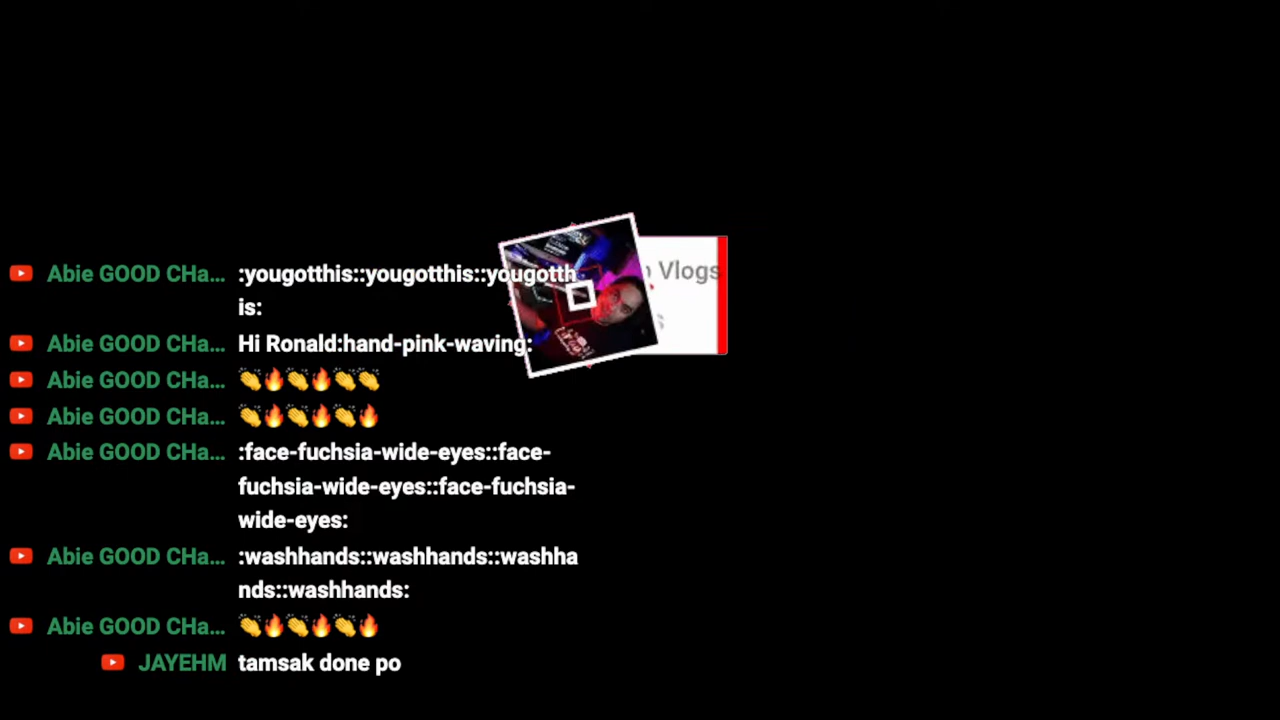 Abie GOOD CHa... :yougotthis::yougotthis::yougotth
is:
Abie GOOD CHa... Hi Ronald:hand-pink-waving:
Abie GOOD CHa... 👏🔥👏🔥👏👏
Abie GOOD CHa... 👏🔥👏🔥👏🔥
Abie GOOD CHa... :face-fuchsia-wide-eyes::face-
fuchsia-wide-eyes::face-fuchsia-
wide-eyes:
Abie GOOD CHa... :washhands::washhands::washha
nds::washhands:
Abie GOOD CHa... 👏🔥👏🔥👏🔥
JAYEHM tamsak done po
Vlogs